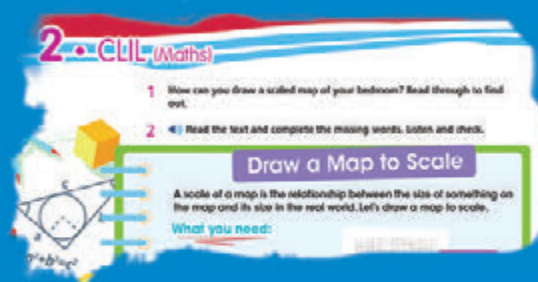 2 • CLIL (Maths)
1 How can you draw a scaled map of your bedroom? Read through to find
out.
2 Read the text and complete the missing words. Listen and check.
Draw a Map to Scale
A scale of a map is the relationship between the size of something on
the map and its size in the real world. Let's draw a map to scale.
What you need:
c
a
a²+b²=c²